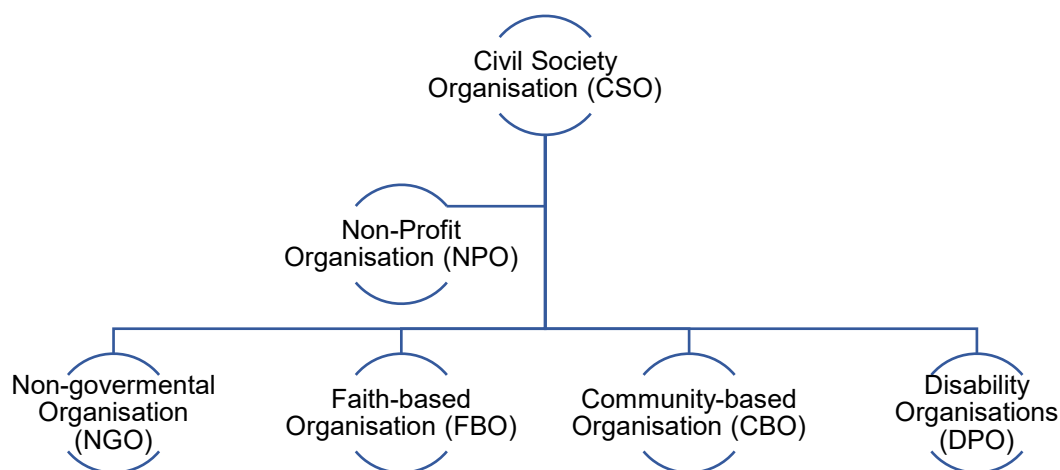 Civil Society
Organisation (CSO)
Non-Profit
Organisation (NPO)
Non-govermental
Organisation
(NGO)
Faith-based
Organisation (FBO)
Community-based
Organisation (CBO)
Disability
Organisations
(DPO)